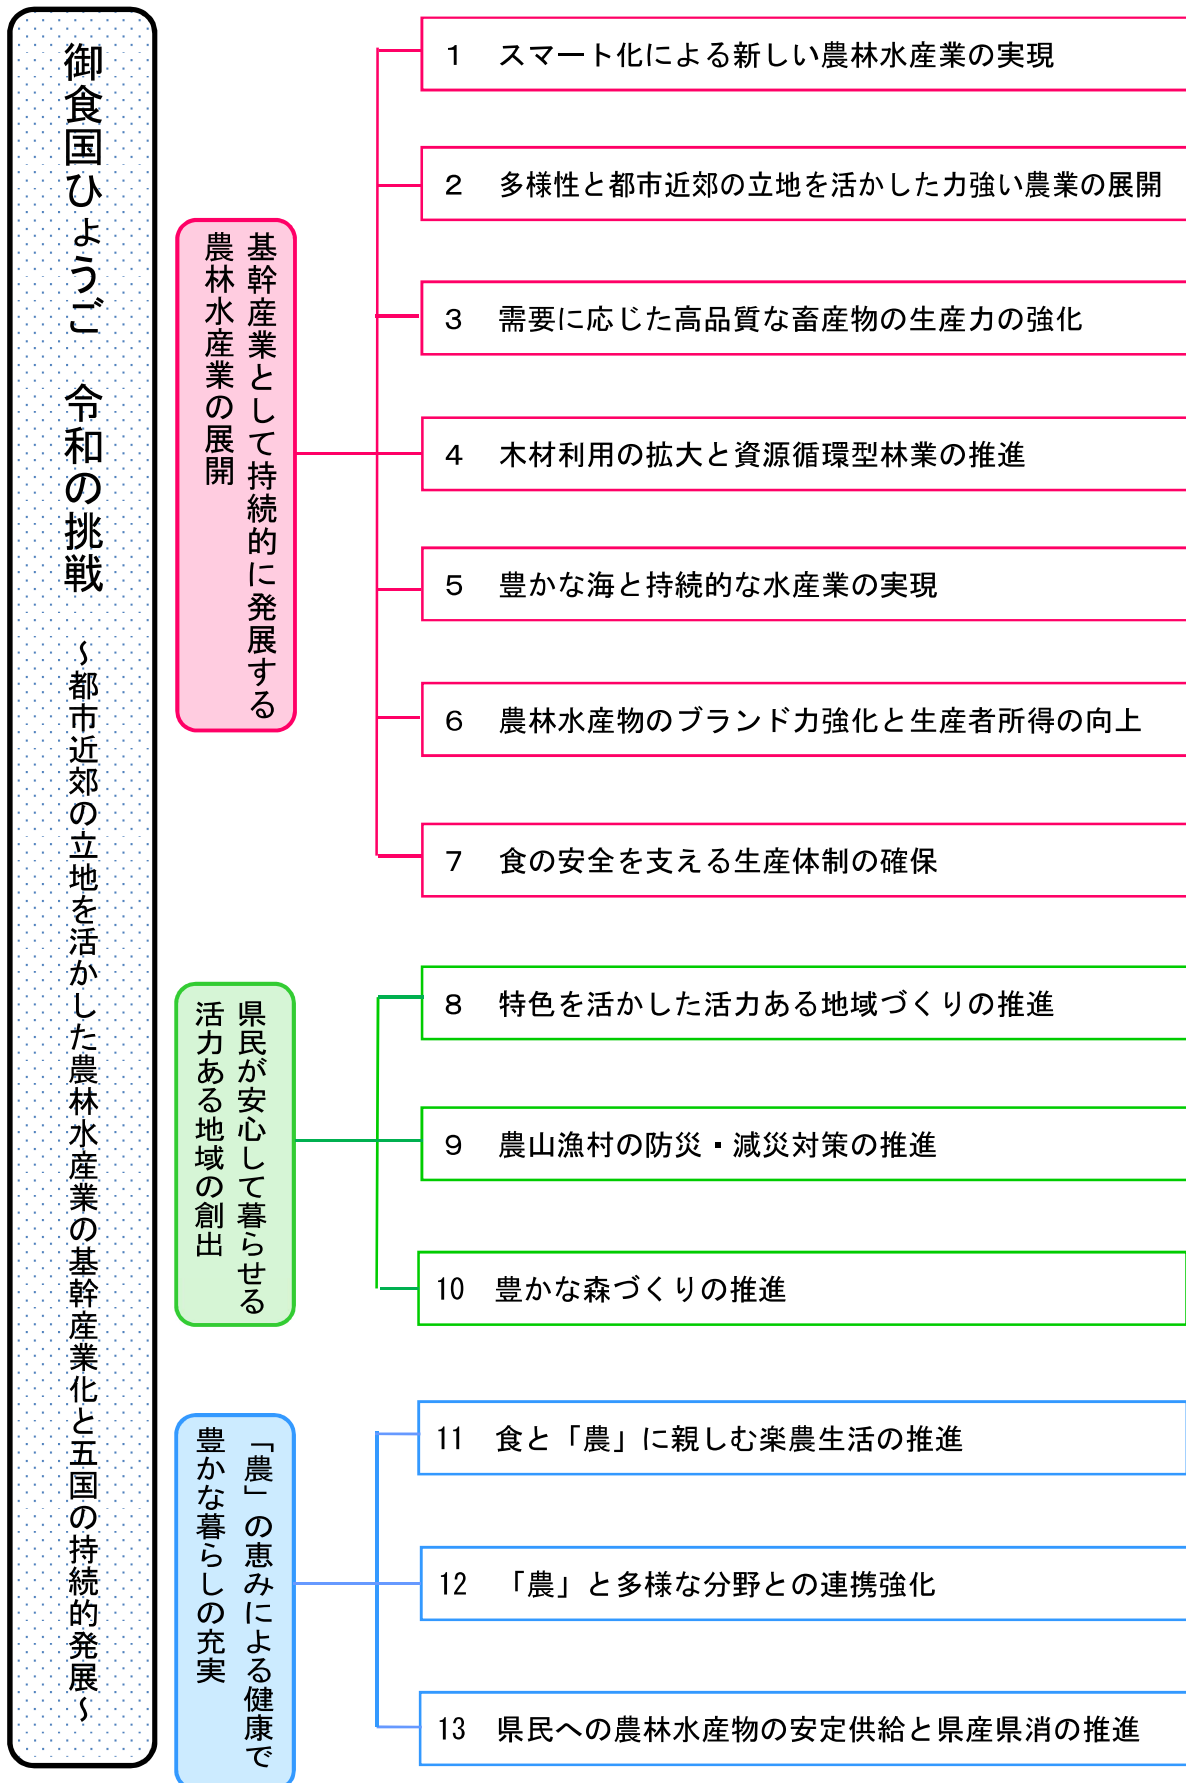 御食国ひょうご　令和の挑戦　～都市近郊の立地を活かした農林水産業の基幹産業化と五国の持続的発展～
基幹産業として持続的に発展する
農林水産業の展開
1　スマート化による新しい農林水産業の実現
2　多様性と都市近郊の立地を活かした力強い農業の展開
3　需要に応じた高品質な畜産物の生産力の強化
4　木材利用の拡大と資源循環型林業の推進
5　豊かな海と持続的な水産業の実現
6　農林水産物のブランド力強化と生産者所得の向上
7　食の安全を支える生産体制の確保
県民が安心して暮らせる
活力ある地域の創出
8　特色を活かした活力ある地域づくりの推進
9　農山漁村の防災・減災対策の推進
10　豊かな森づくりの推進
「農」の恵みによる健康で
豊かな暮らしの充実
11　食と「農」に親しむ楽農生活の推進
12　「農」と多様な分野との連携強化
13　県民への農林水産物の安定供給と県産県消の推進